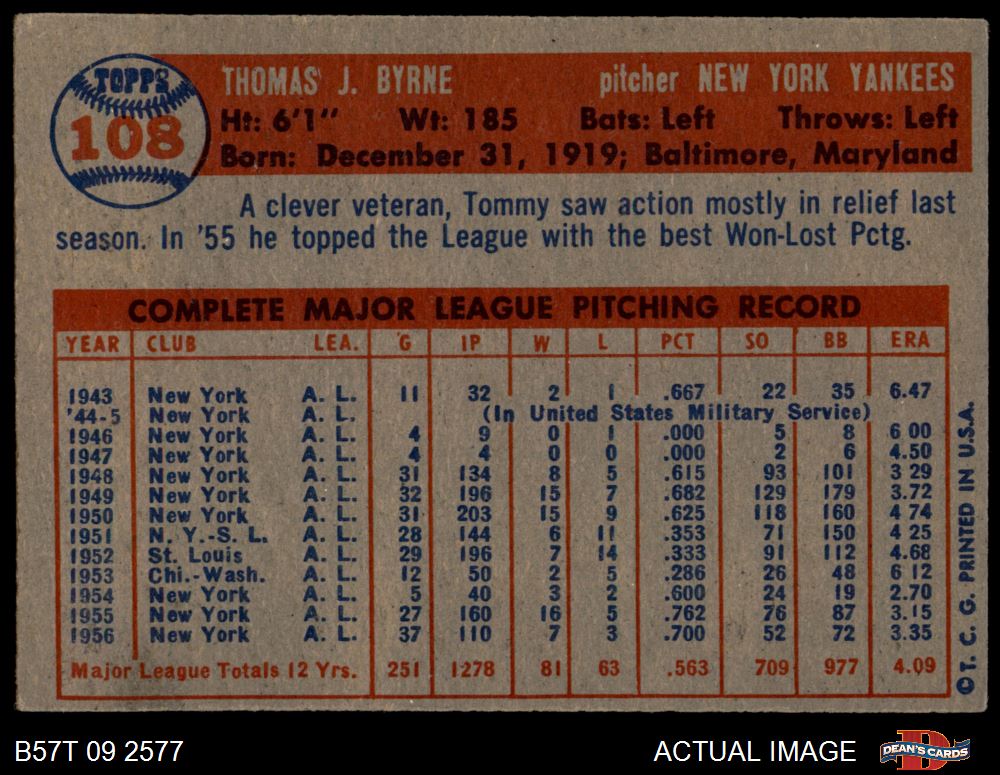 TOPPS
108
THOMAS J. BYRNE pitcher NEW YORK YANKEES
Ht: 6'1" Wt: 185 Bats: Left Throws: Left
Born: December 31, 1919; Baltimore, Maryland
A clever veteran, Tommy saw action mostly in relief last
season. In '55 he topped the League with the best Won-Lost Pctg.
COMPLETE MAJOR LEAGUE PITCHING RECORD
YEAR CLUB LEA. G IP W L PCT SO BB ERA
1943 New York A. L. 11 32 2 1 .667 22 35 6.47
'44-5 New York A. L. (In United States Military Service)
1946 New York A. L. 4 9 0 1 .000 5 8 6 00
1947 New York A. L. 4 4 0 0 .000 2 6 4.50
1948 New York A. L. 31 134 8 5 .615 93 101 3 29
1949 New York A. L. 32 196 15 7 .682 129 179 3.72
1950 New York A. L. 31 203 15 9 .625 118 160 4 74
1951 N. Y.-S. L. A. L. 28 144 6 11 .353 71 150 4 25
1952 St. Louis A. L. 29 196 7 14 .333 91 112 4.68
1953 Chi.-Wash. A. L. 12 50 2 5 .286 26 48 6 12
1954 New York A. L. 5 40 3 2 .600 24 19 2.70
1955 New York A. L. 27 160 16 5 .762 76 87 3.15
1956 New York A. L. 37 110 7 3 .700 52 72 3.35
Major League Totals 12 Yrs. 251 1278 81 63 .563 709 977 4.09
©T. C. G. PRINTED IN U.S.A.
B57T 09 2577 ACTUAL IMAGE DEAN'S CARDS